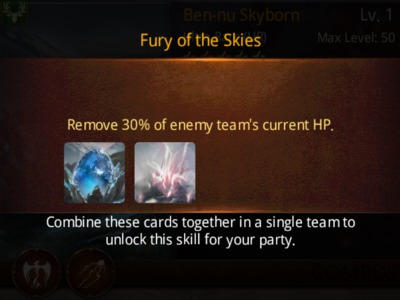 Ben-nu Skyborn
Lv. 1
Fury of the Skies
Max Level: 50
Remove 30% of enemy team's current HP.
Combine these cards together in a single team to
unlock this skill for your party.